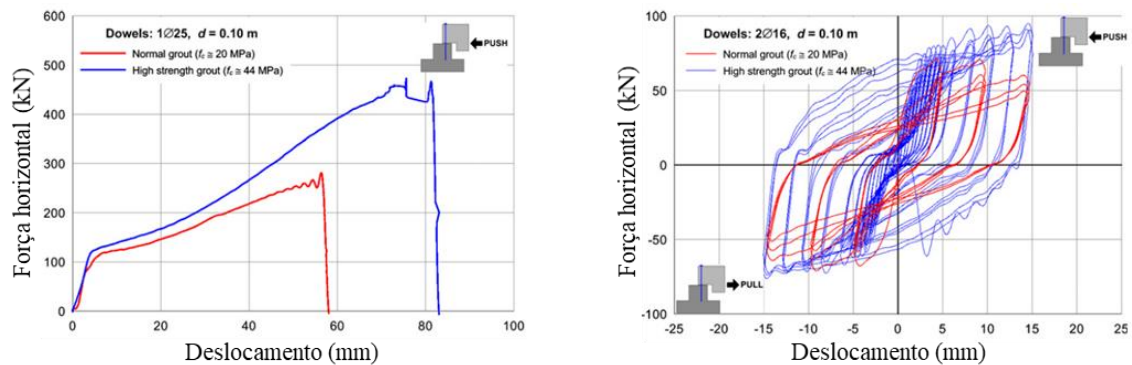 Dowels: 1∅25, d = 0.10 m
Normal grout (fc ≅ 20 MPa)
High strength grout (fc ≅ 44 MPa)
PUSH
600
500
400
300
200
100
0
0 20 40 60 80 100
Força horizontal (kN)
Deslocamento (mm)
Dowels: 2∅16, d = 0.10 m
Normal grout (fc ≅ 20 MPa)
High strength grout (fc ≅ 44 MPa)
PUSH
PULL
100
50
0
-50
-100
-25 -20 -15 -10 -5 0 5 10 15 20 25
Força horizontal (kN)
Deslocamento (mm)